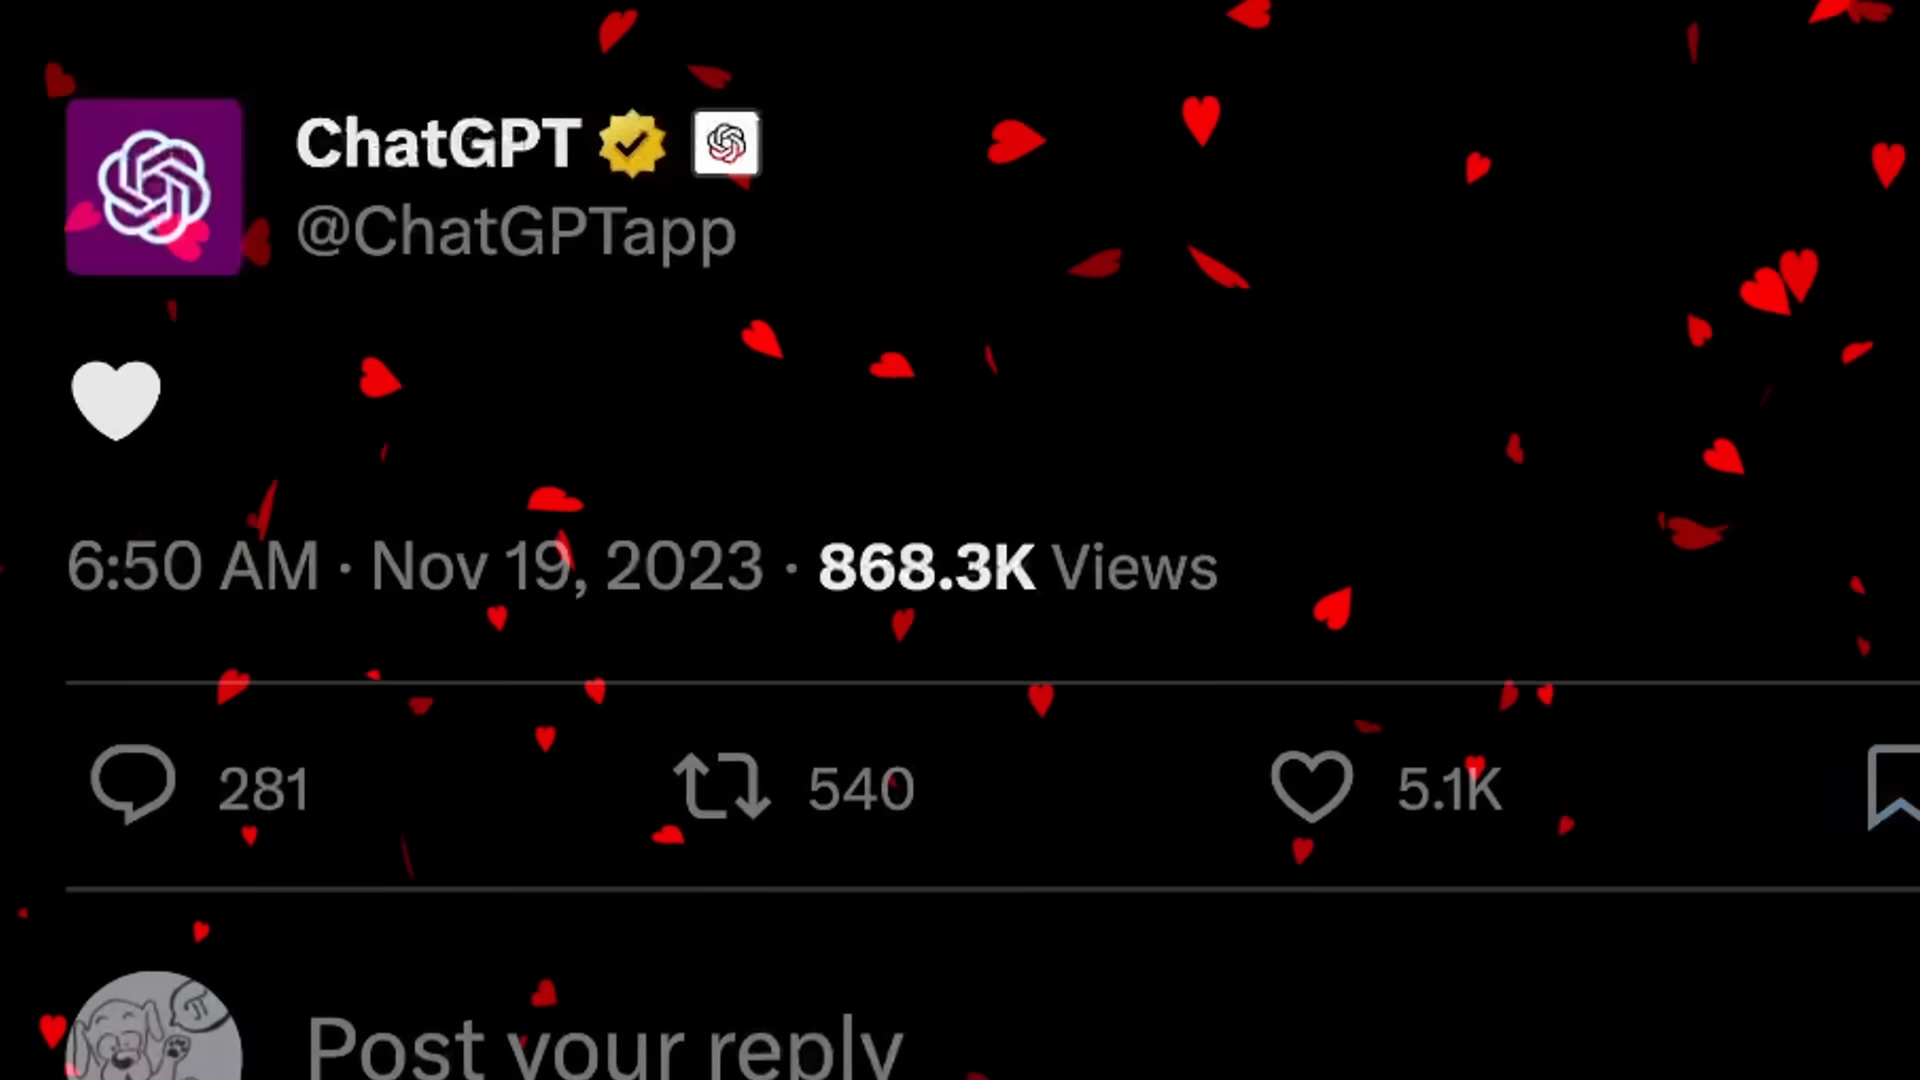 ChatGPT
@ChatGPTapp
🤍
6:50 AM · Nov 19, 2023 · 868.3K Views
281 540 5.1K
π
Post your reply